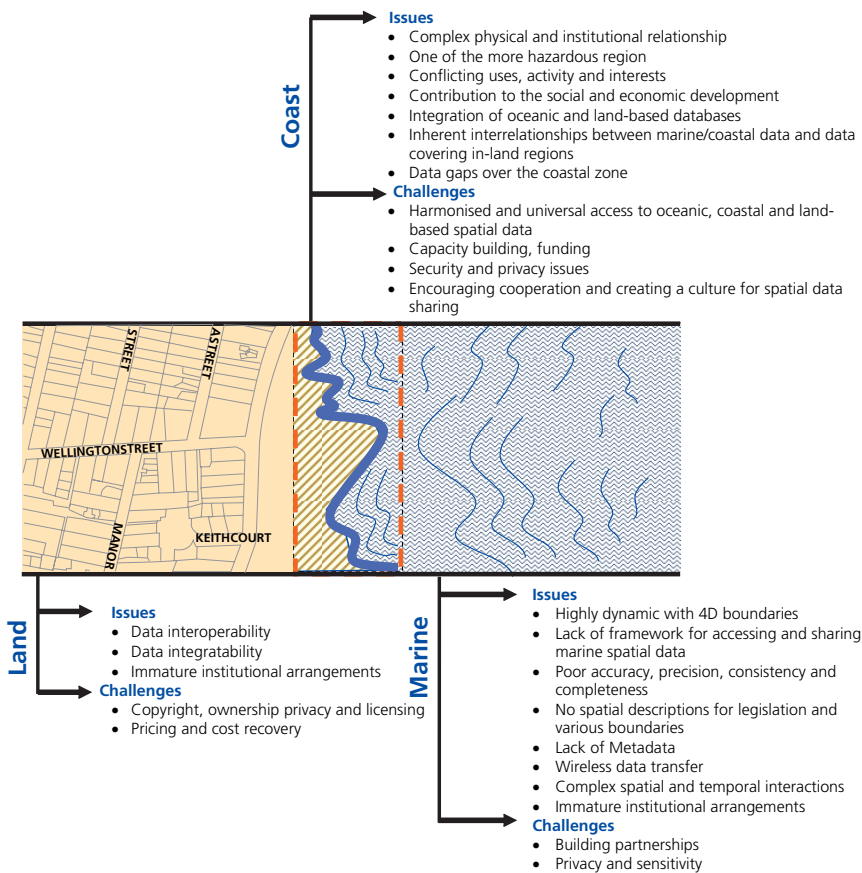 Coast
Issues
• Complex physical and institutional relationship
• One of the more hazardous region
• Conflicting uses, activity and interests
• Contribution to the social and economic development
• Integration of oceanic and land-based databases
• Inherent interrelationships between marine/coastal data and data
covering in-land regions
• Data gaps over the coastal zone
Challenges
• Harmonised and universal access to oceanic, coastal and land-
based spatial data
• Capacity building, funding
• Security and privacy issues
• Encouraging cooperation and creating a culture for spatial data
sharing
STREET
ASTREET
WELLINGTONSTREET
MANOR
KEITHCOURT
Land
Issues
• Data interoperability
• Data integratability
• Immature institutional arrangements
Challenges
• Copyright, ownership privacy and licensing
• Pricing and cost recovery
Marine
Issues
• Highly dynamic with 4D boundaries
• Lack of framework for accessing and sharing
marine spatial data
• Poor accuracy, precision, consistency and
completeness
• No spatial descriptions for legislation and
various boundaries
• Lack of Metadata
• Wireless data transfer
• Complex spatial and temporal interactions
• Immature institutional arrangements
Challenges
• Building partnerships
• Privacy and sensitivity